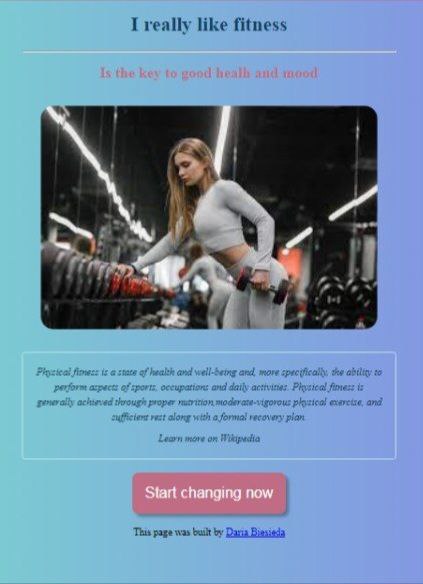 I really like fitness
Is the key to good healh and mood
Physical fitness is a state of health and well-being and, more specifically, the ability to
perform aspects of sports, occupations and daily activities. Physical fitness is
generally achieved through proper nutrition,moderate-vigorous physical exercise, and
sufficient rest along with a formal recovery plan.
Learn more on Wikipedia
Start changing now
This page was built by Daria Biesieda